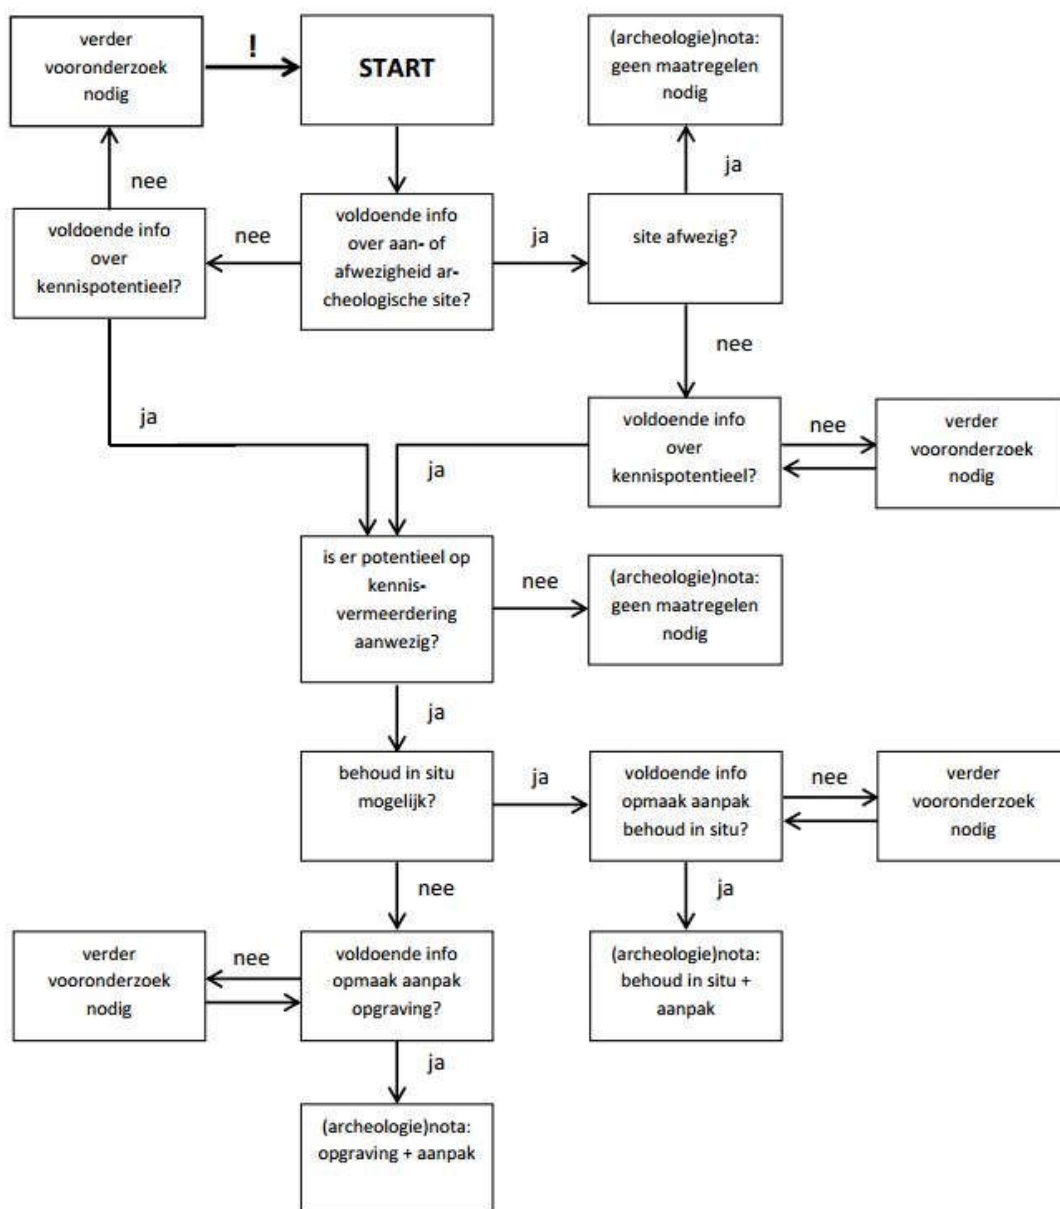 verder
vooronderzoek
nodig
!
START
(archeologie)nota:
geen maatregelen
nodig
nee
ja
voldoende info
over
kennispotentieel?
nee
voldoende info
over aan- of
afwezigheid ar-
cheologische site?
ja
site afwezig?
nee
ja
voldoende info
over
kennispotentieel?
nee
verder
vooronderzoek
nodig
ja
is er potentieel op
kennis-
vermeerdering
aanwezig?
nee
(archeologie)nota:
geen maatregelen
nodig
ja
behoud in situ
mogelijk?
ja
voldoende info
opmaak aanpak
behoud in situ?
nee
verder
vooronderzoek
nodig
nee
ja
verder
vooronderzoek
nodig
nee
voldoende info
opmaak aanpak
opgraving?
(archeologie)nota:
behoud in situ +
aanpak
ja
(archeologie)nota:
opgraving + aanpak